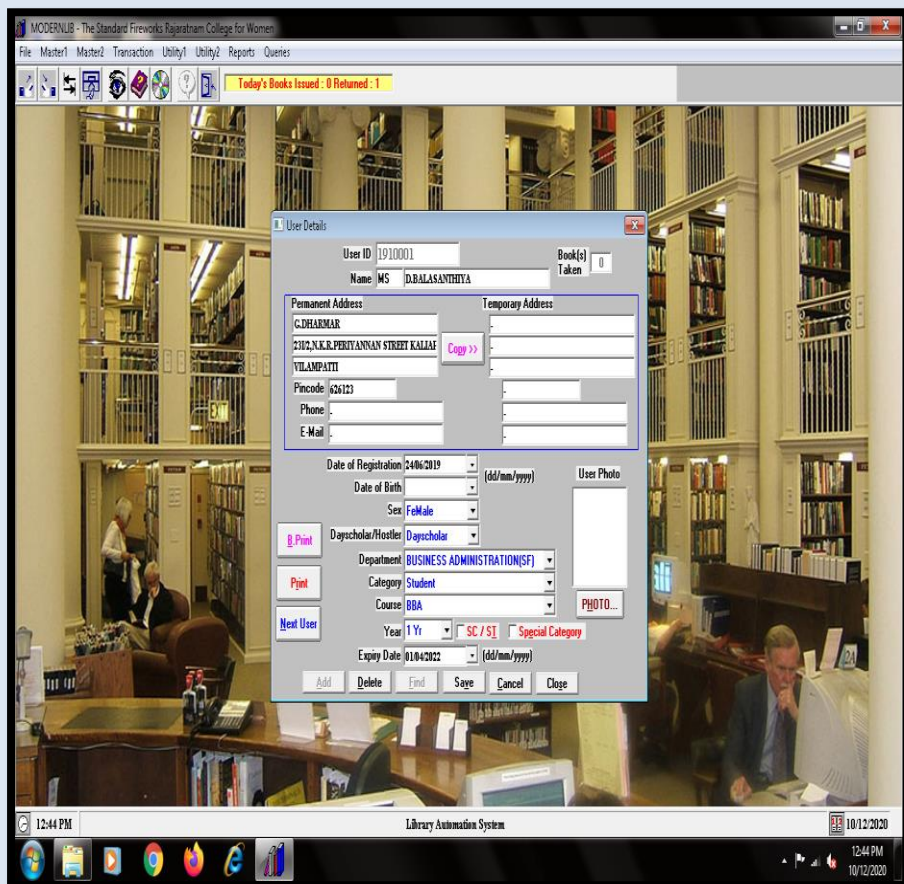 MODERNLIB - The Standard Fireworks Rajaratnam College for Women
File Master1 Master2 Transaction Utility1 Utility2 Reports Queries
Today's Books Issued : 0 Returned : 1
User Details
User ID 1910001
Book(s) Taken 0
Name MS D.BALASANTHIYA
Permanent Address Temporary Address
G.DHARMAR -
23I/2,N.K.R.PERIYANNAN STREET KALIAP -
Copy >>
VILAMPATTI -
Pincode 626123 -
Phone . -
E-Mail . -
Date of Registration 24/06/2019 (dd/mm/yyyy) User Photo
Date of Birth
Sex FeMale
B.Print Dayscholar/Hostler Dayscholar
Department BUSINESS ADMINISTRATION(SF)
Print Category Student
Course BBA PHOTO...
Next User Year 1 Yr SC / ST Special Category
Expiry Date 01/04/2022 (dd/mm/yyyy)
Add Delete Find Save Cancel Close
EXIT
24
12:44 PM Library Automation System 10/12/2020
12:44 PM
10/12/2020